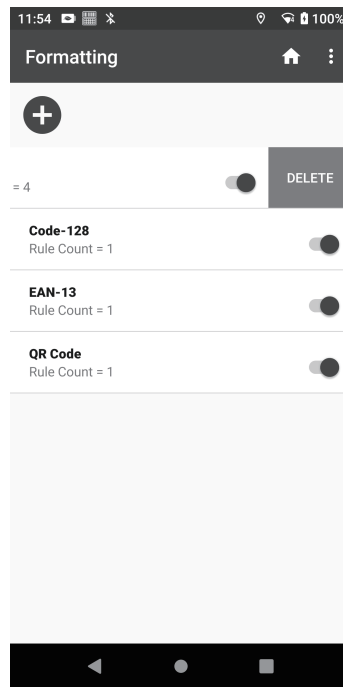 11:54
100%
Formatting
= 4
DELETE
Code-128
Rule Count = 1
EAN-13
Rule Count = 1
QR Code
Rule Count = 1